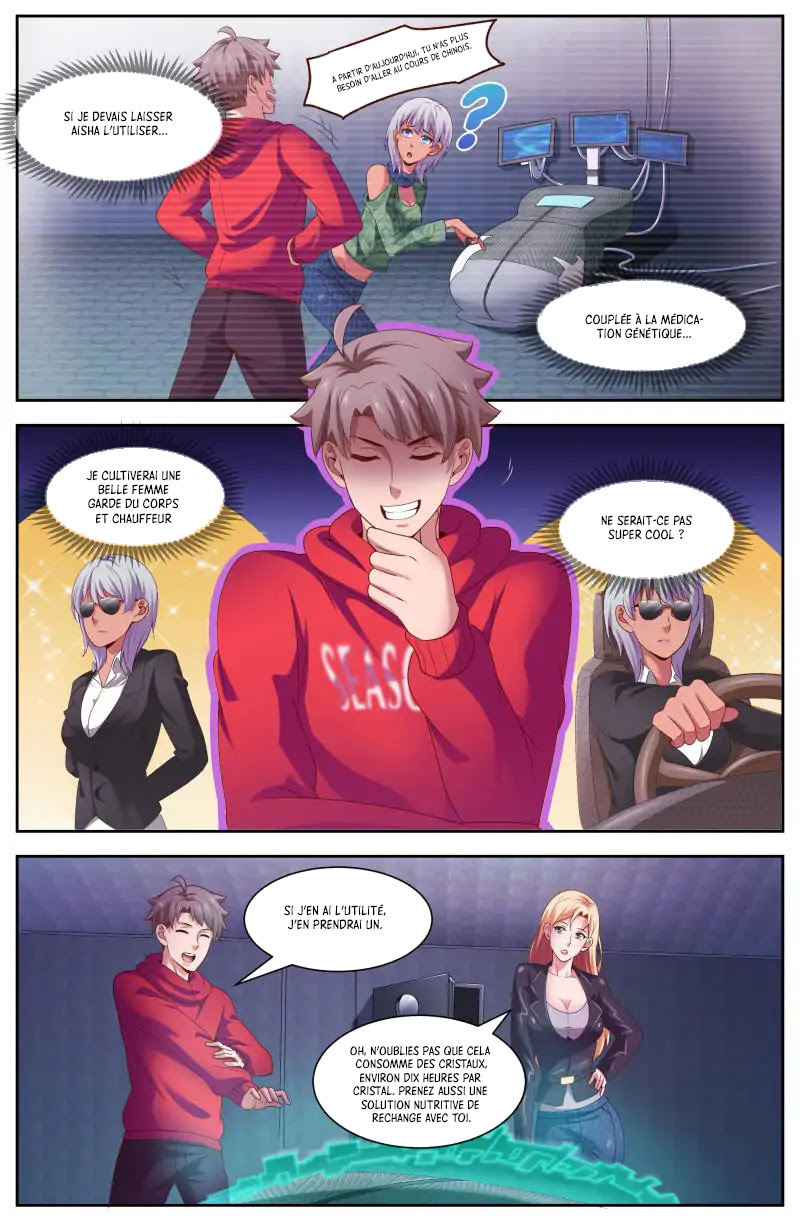 A PARTIR D'AUJOURD'HUI, TU N'AS PLUS
BESOIN D'ALLER AU COURS DE CHINOIS.
SI JE DEVAIS LAISSER
AISHA L'UTILISER...
?
COUPLÉE À LA MÉDICA-
TION GÉNÉTIQUE...
JE CULTIVERAI UNE
BELLE FEMME
GARDE DU CORPS
ET CHAUFFEUR
NE SERAIT-CE PAS
SUPER COOL ?
SEASO
SI J'EN AI L'UTILITÉ,
J'EN PRENDRAI UN.
OH, N'OUBLIES PAS QUE CELA
CONSOMME DES CRISTAUX,
ENVIRON DIX HEURES PAR
CRISTAL. PRENEZ AUSSI UNE
SOLUTION NUTRITIVE DE
RECHANGE AVEC TOI.